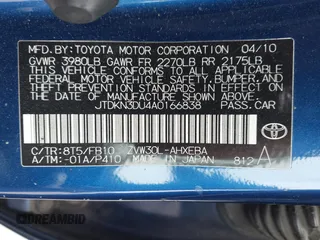 MFD. BY: TOYOTA MOTOR CORPORATION 04/10
GVWR 3980LB GAWR FR 2270LB RR 2175LB
THIS VEHICLE CONFORMS TO ALL APPLICABLE
FEDERAL MOTOR VEHICLE SAFETY, BUMPER, AND
THEFT PREVENTION STANDARDS IN EFFECT ON
THE DATE OF MANUFACTURE SHOWN ABOVE.
JTDKN3DU4A0166838 PASS.CAR
TOYOTA
C/TR:8T5/FB10 ZVW30L-AHXEBA
A/TM:-01A/P410 MADE IN JAPAN 812 A
DREAMBID